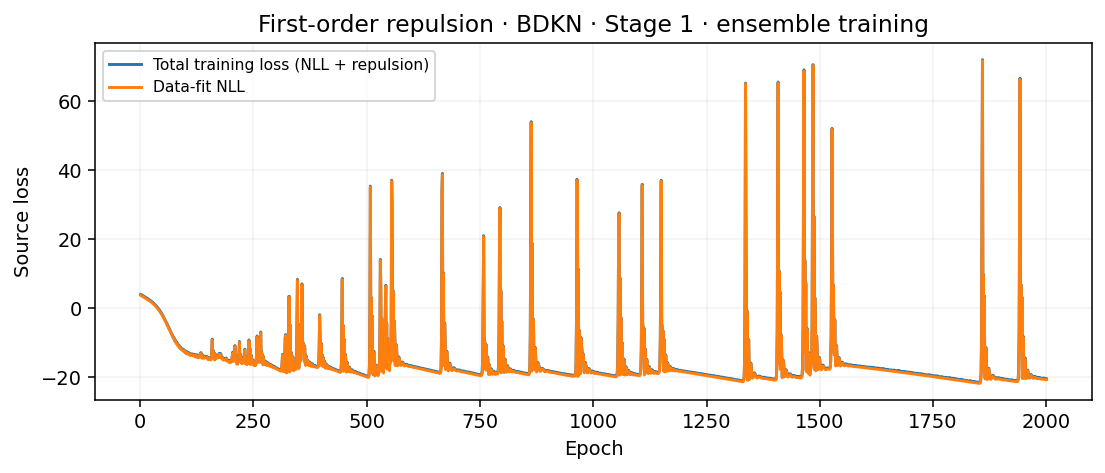 First-order repulsion · BDKN · Stage 1 · ensemble training
Total training loss (NLL + repulsion)
Data-fit NLL
Source loss
60
40
20
0
−20
0 250 500 750 1000 1250 1500 1750 2000
Epoch